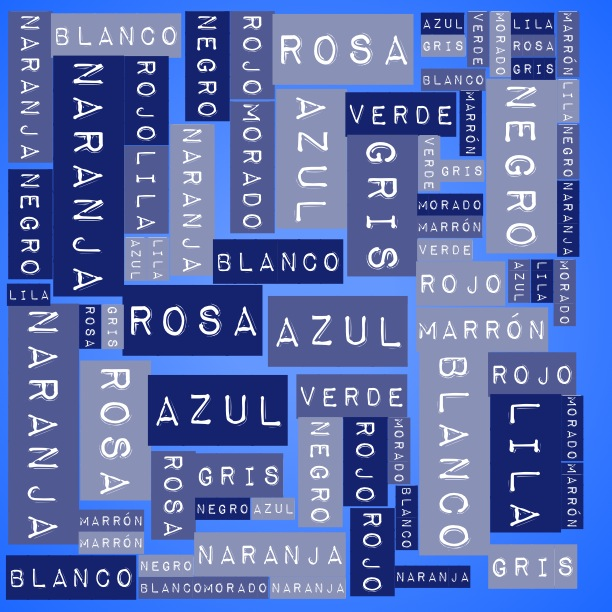 NARANJA
BLANCO
NEGRO
ROJO
ROSA
AZUL
GRIS
VERDE
MORADO
LILA
ROSA
GRIS
MARRÓN
BLANCO
NARANJA
ROJO
LILA
NARANJA
MORADO
AZUL
VERDE
MARRÓN
GRIS
VERDE
GRIS
NEGRO
LILA
NEGRO
NARANJA
NEGRO
AZUL
LILA
BLANCO
MORADO
MARRÓN
VERDE
ROJO
AZUL
LILA
MORADO
LILA
NARANJA
ROSA
GRIS
ROSA
AZUL
MARRÓN
BLANCO
ROJO
ROSA
AZUL
VERDE
LILA
MORADO
MARRÓN
NEGRO
ROJO
MORADO
ROSA
GRIS
NEGRO
AZUL
MARRÓN
MARRÓN
BLANCO
ROJO
NARANJA
NEGRO
BLANCO
BLANCO
MORADO
NARANJA
NARANJA
GRIS